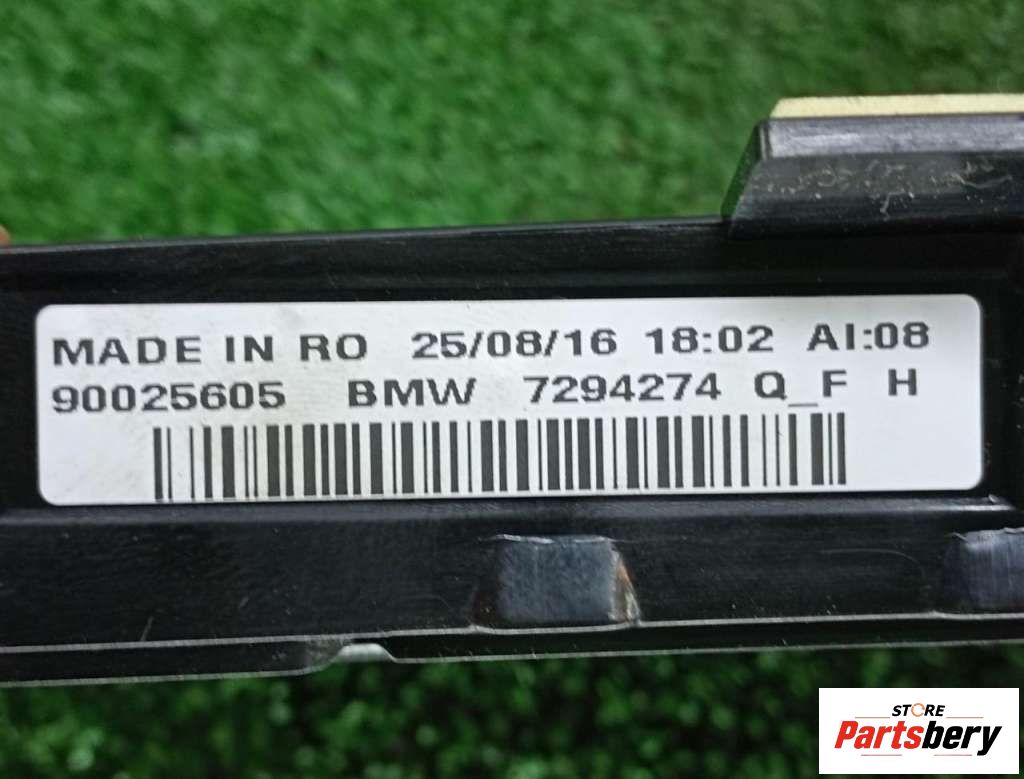 MADE IN RO 25/08/16 18:02 AI:08
90025605 BMW 7294274 Q_F H
STORE
Partsbery